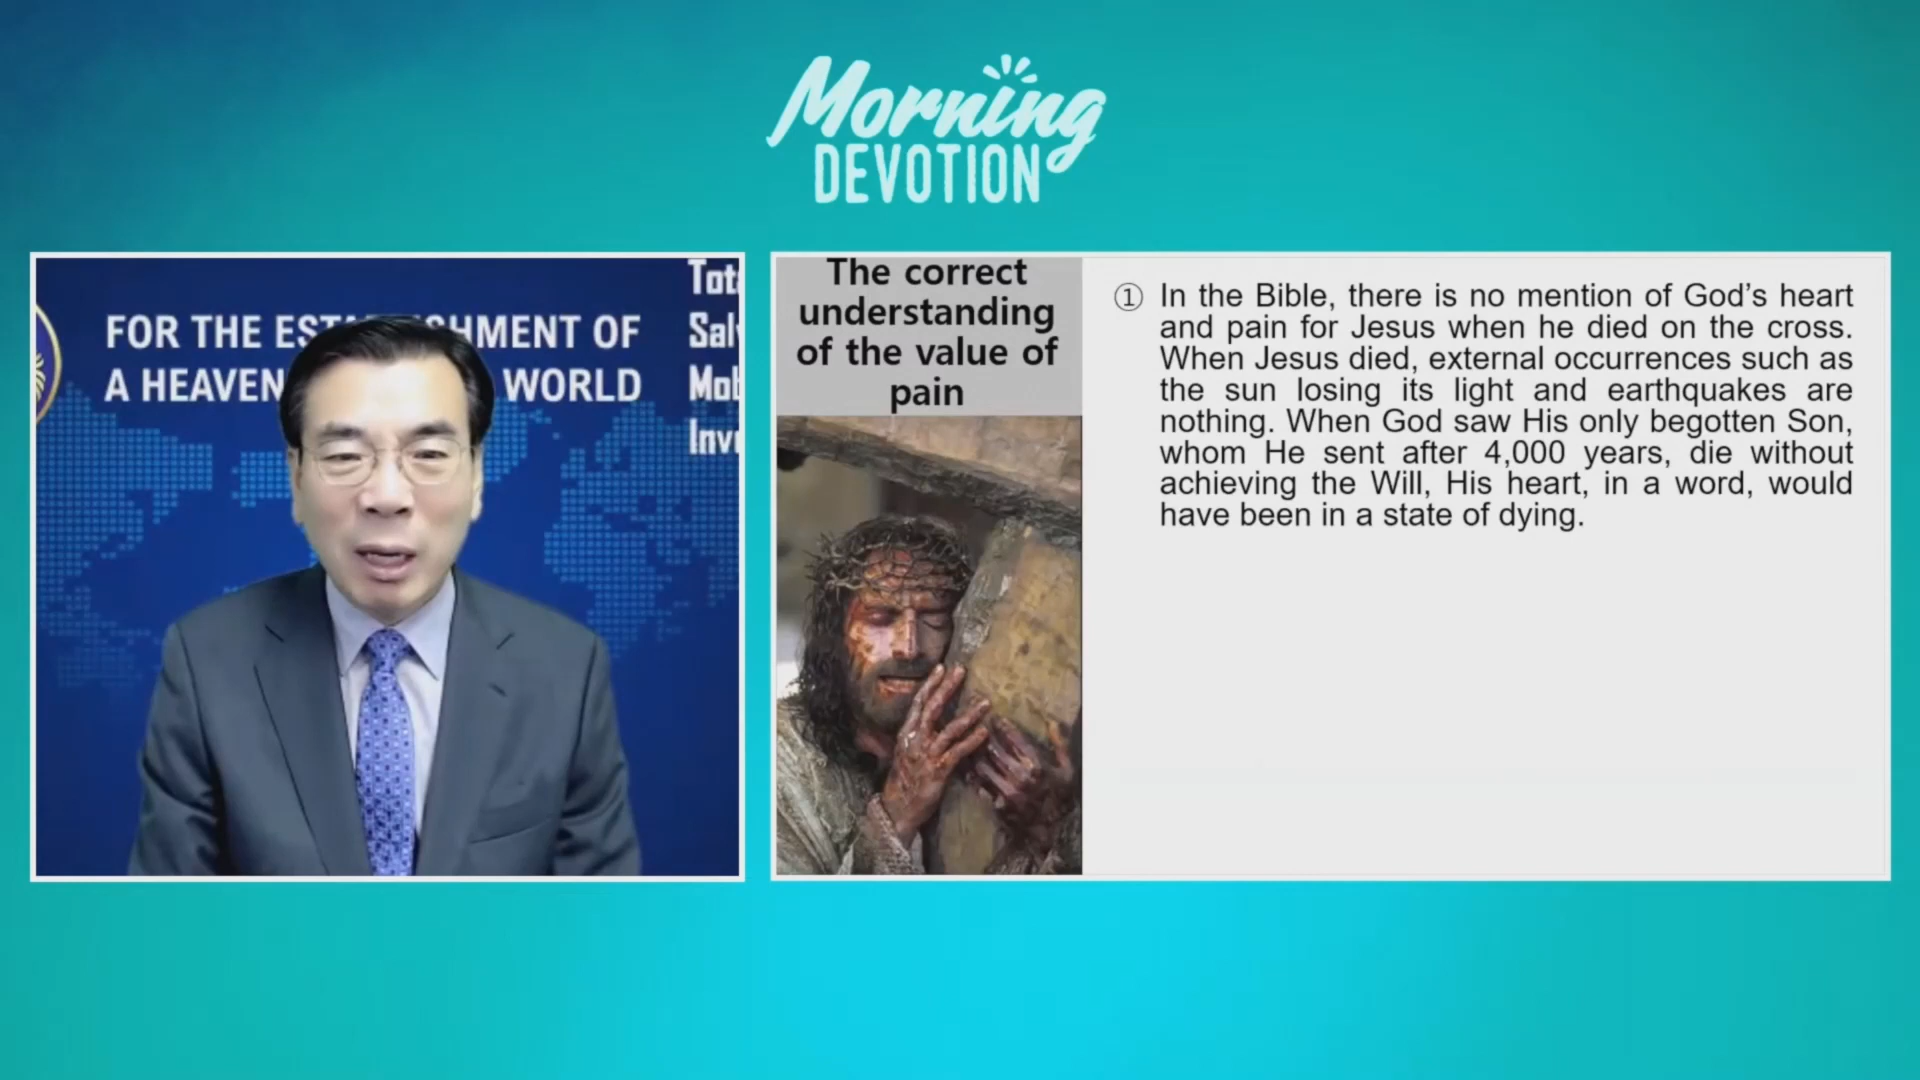 Morning
DEVOTION
FOR THE ESTABLISHMENT OF
A HEAVEN WORLD
Mob
The correct
understanding
of the value of
pain
① In the Bible, there is no mention of God’s heart
and pain for Jesus when he died on the cross.
When Jesus died, external occurrences such as
the sun losing its light and earthquakes are
nothing. When God saw His only begotten Son,
whom He sent after 4,000 years, die without
achieving the Will, His heart, in a word, would
have been in a state of dying.